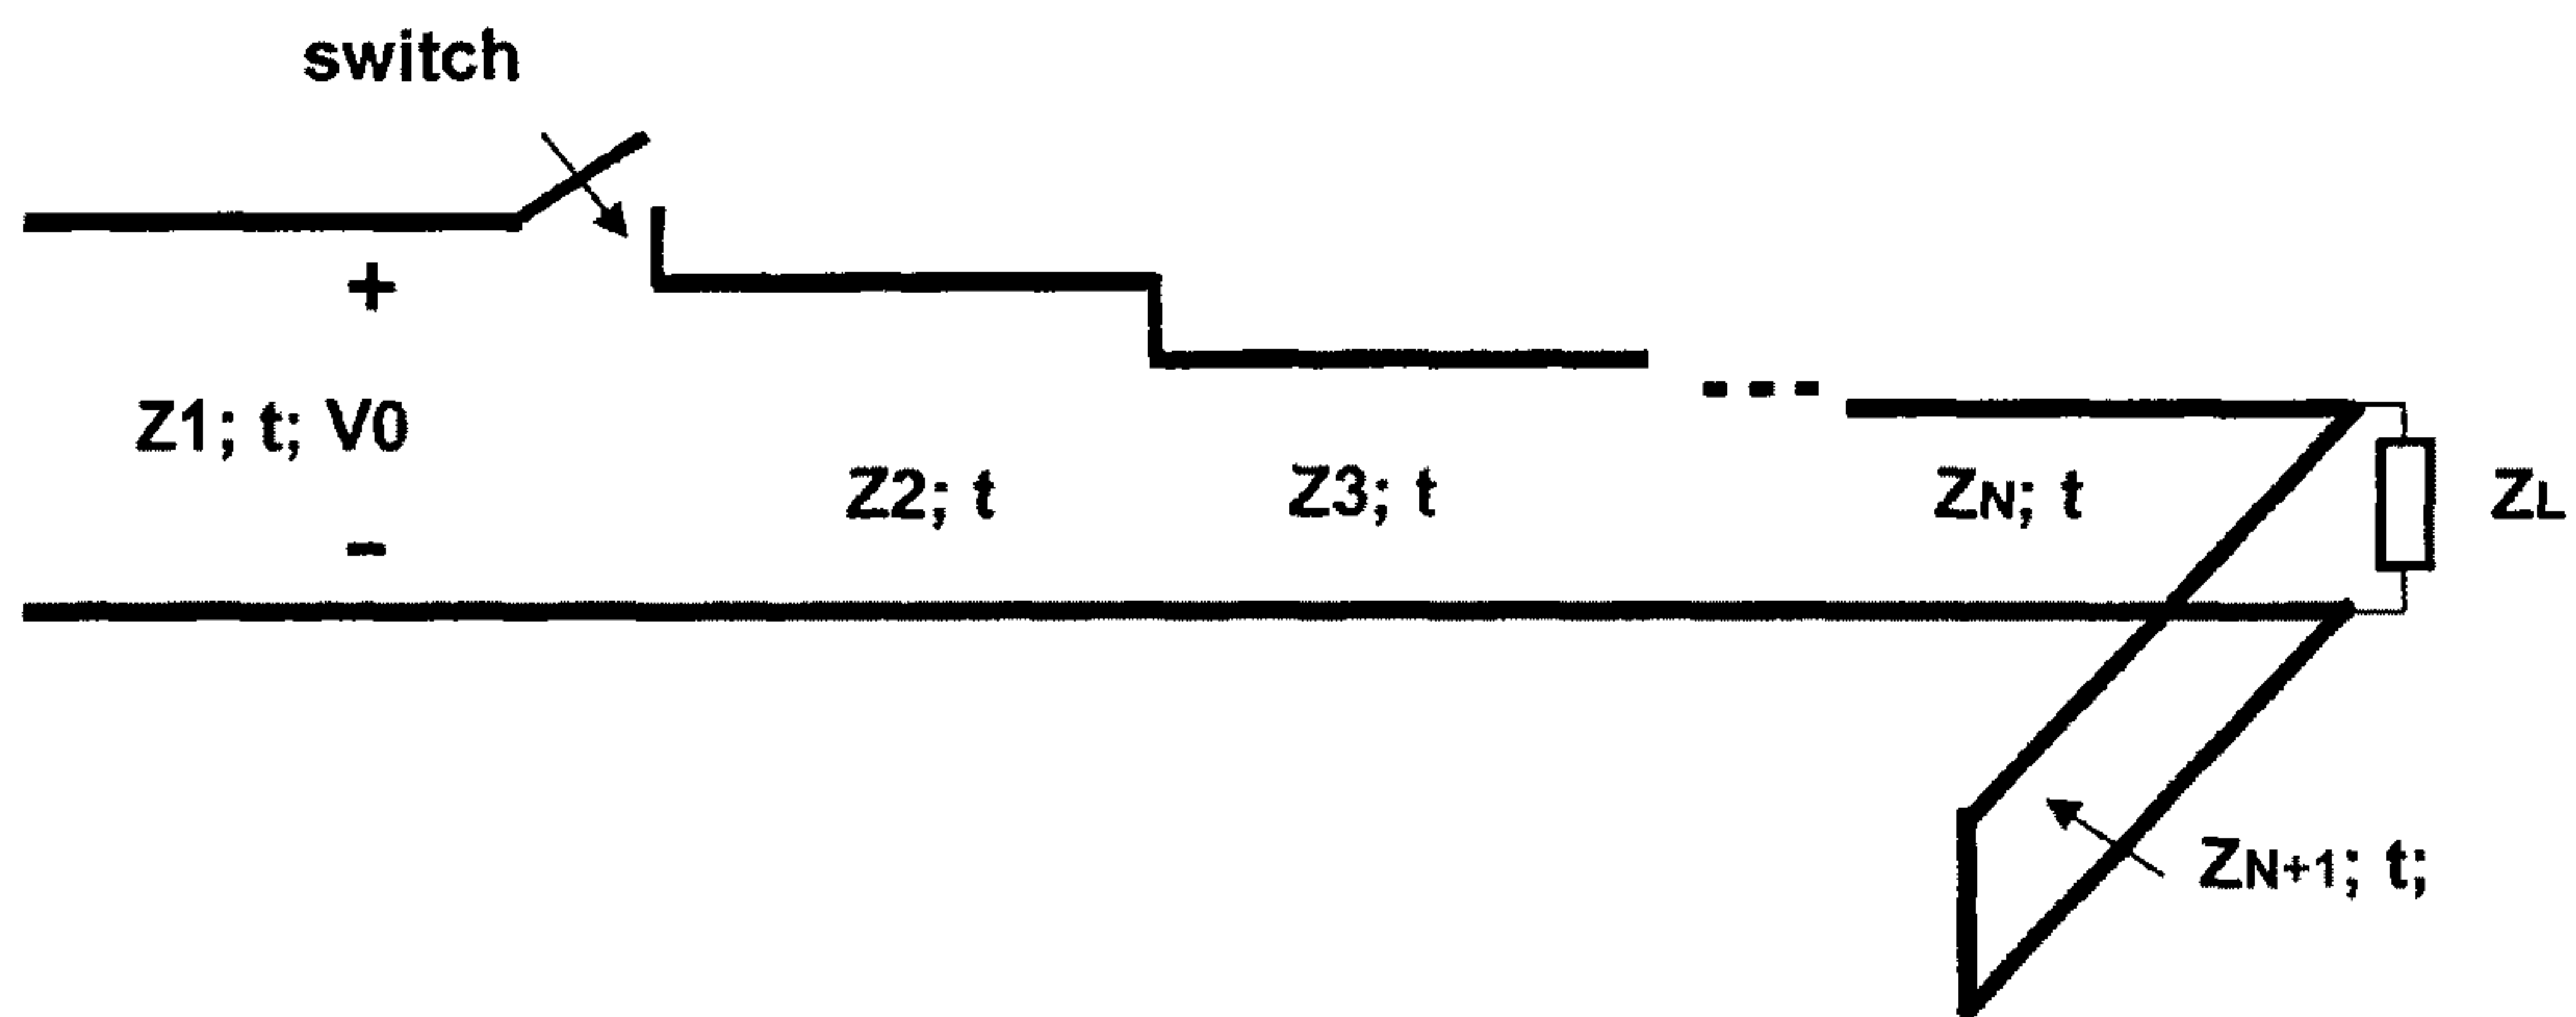 switch
+
Z1; t; V0
-
Z2; t
Z3; t
---
ZN; t
ZL
ZN+1; t;